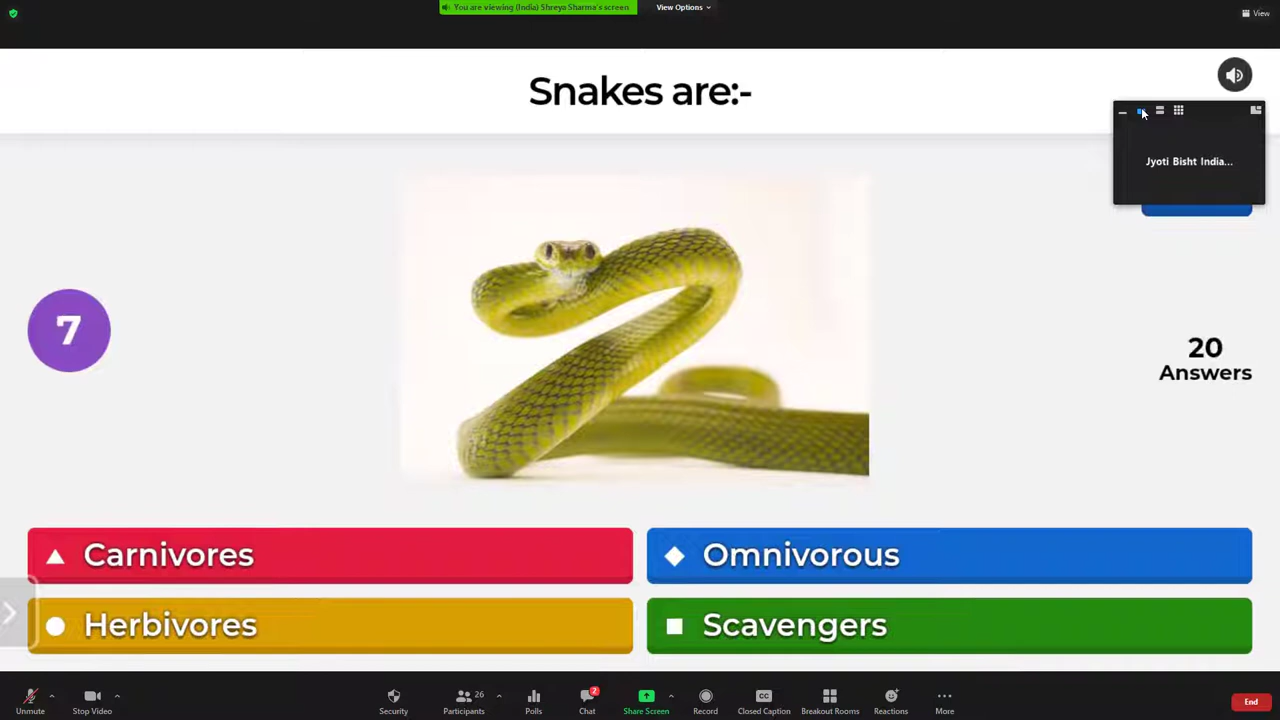 You are viewing (India) Shreya Sharma's screen
View Options
View
Snakes are:-
Jyoti Bisht India...
7
20
Answers
Carnivores
Omnivorous
Herbivores
Scavengers
Unmute
Stop Video
Security
Participants
26
Polls
Chat
2
Share Screen
Record
CC
Closed Caption
Breakout Rooms
Reactions
More
End